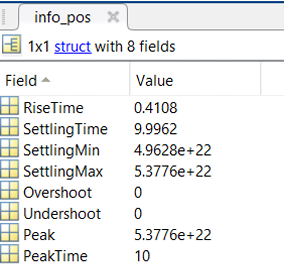 info_pos
1x1 struct with 8 fields
Field Value
RiseTime 0.4108
SettlingTime 9.9962
SettlingMin 4.9628e+22
SettlingMax 5.3776e+22
Overshoot 0
Undershoot 0
Peak 5.3776e+22
PeakTime 10